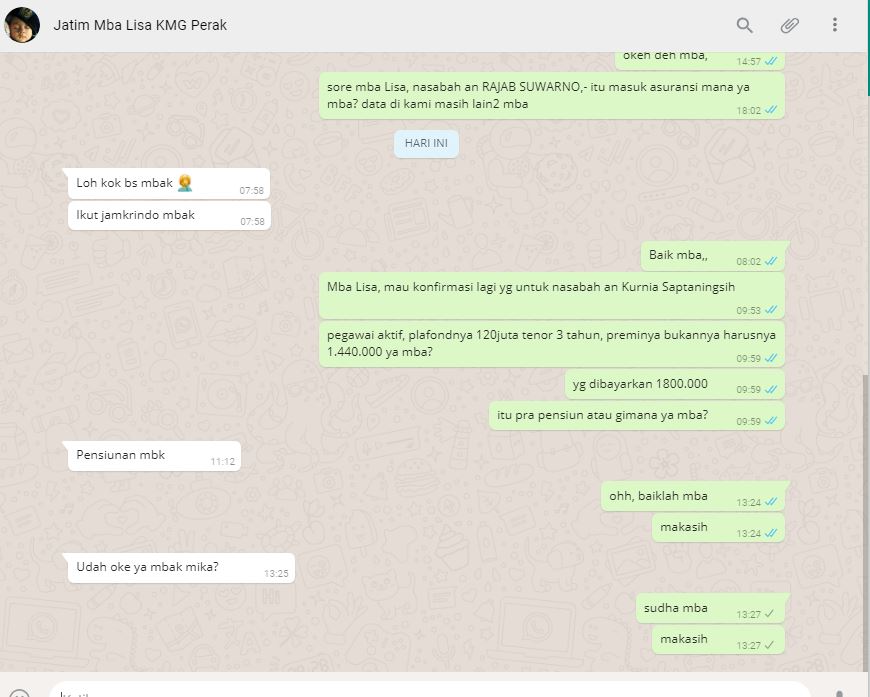 Jatim Mba Lisa KMG Perak
okeh deh mba,
14:57
sore mba Lisa, nasabah an RAJAB SUWARNO,- itu masuk asuransi mana ya
mba? data di kami masih lain2 mba
18:02
HARI INI
Loh kok bs mbak 🤦
07:58
Ikut jamkrindo mbak
07:58
Baik mba,,
08:02
Mba Lisa, mau konfirmasi lagi yg untuk nasabah an Kurnia Saptaningsih
09:53
pegawai aktif, plafondnya 120juta tenor 3 tahun, preminya bukannya harusnya
1.440.000 ya mba?
09:59
yg dibayarkan 1800.000
09:59
itu pra pensiun atau gimana ya mba?
09:59
Pensiunan mbk
11:12
ohh, baiklah mba
13:24
makasih
13:24
Udah oke ya mbak mika?
13:25
sudha mba
13:27
makasih
13:27